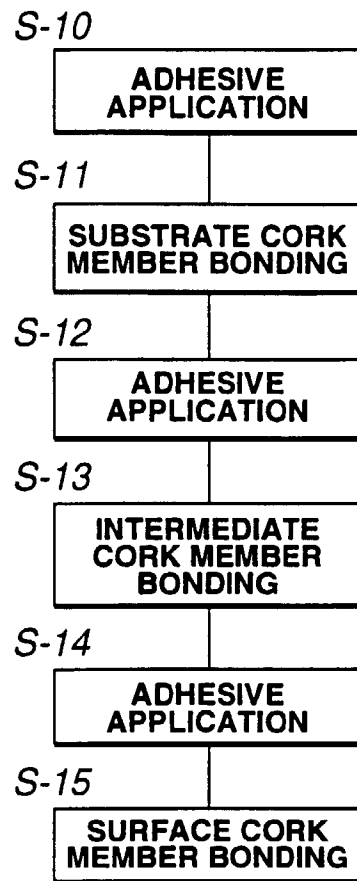 S-10
ADHESIVE
APPLICATION
S-11
SUBSTRATE CORK
MEMBER BONDING
S-12
ADHESIVE
APPLICATION
S-13
INTERMEDIATE
CORK MEMBER
BONDING
S-14
ADHESIVE
APPLICATION
S-15
SURFACE CORK
MEMBER BONDING